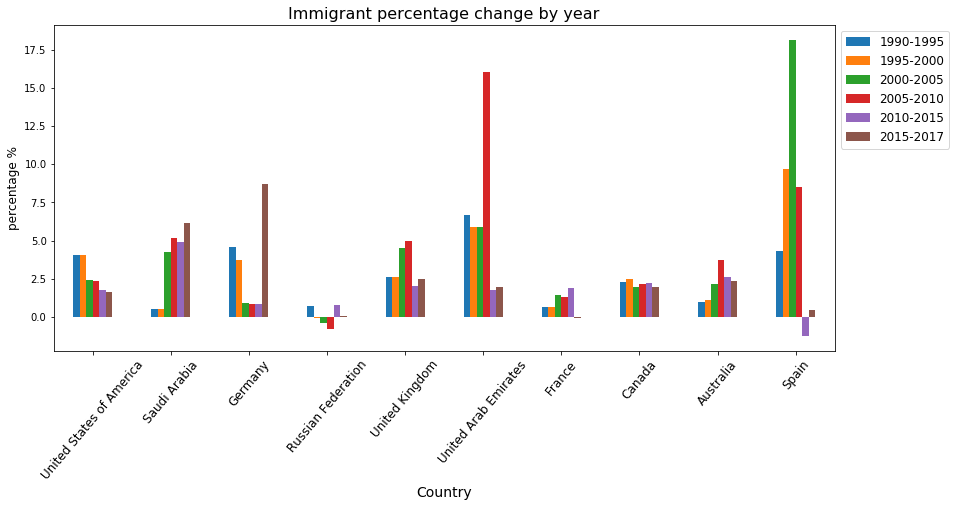 Immigrant percentage change by year
percentage %
17.5
15.0
12.5
10.0
7.5
5.0
2.5
0.0
1990-1995
1995-2000
2000-2005
2005-2010
2010-2015
2015-2017
United States of America
Saudi Arabia
Germany
Russian Federation
United Kingdom
United Arab Emirates
France
Canada
Australia
Spain
Country